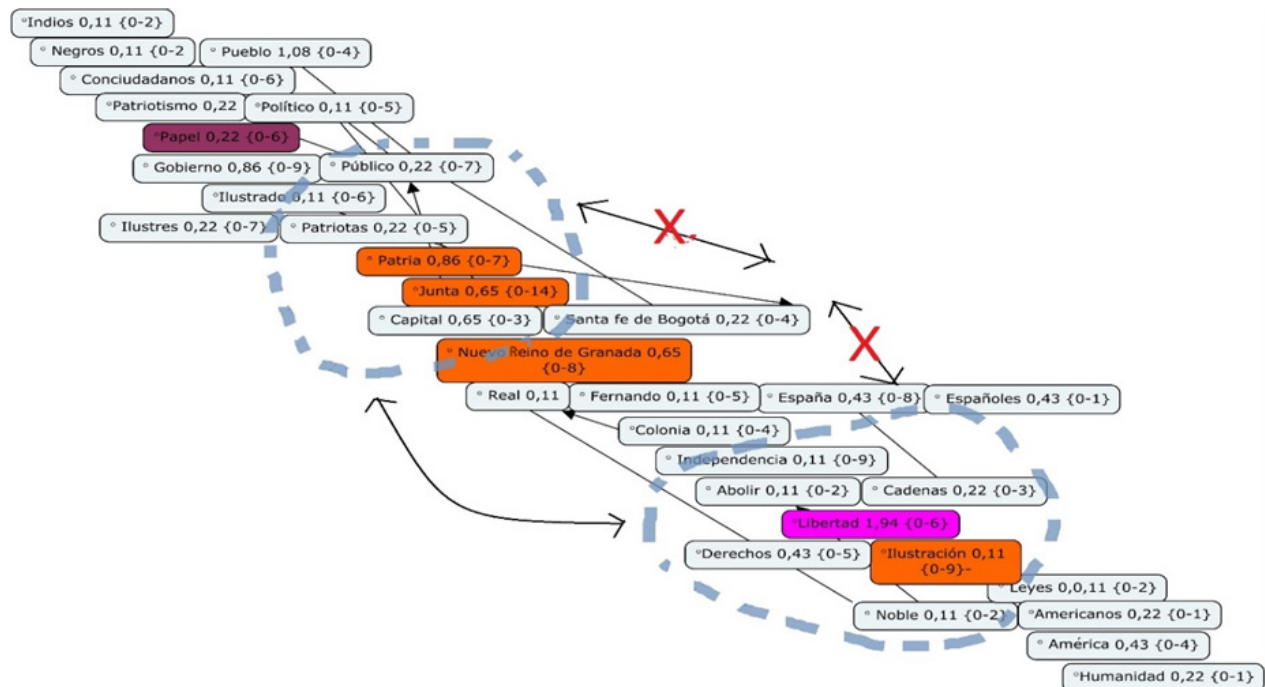 °Indios 0,11 {0-2}
° Negros 0,11 {0-2
° Pueblo 1,08 {0-4}
° Conciudadanos 0,11 {0-6}
°Patriotismo 0,22
°Político 0,11 {0-5}
°Papel 0,22 {0-6}
° Gobierno 0,86 {0-9}
° Público 0,22 {0-7}
°Ilustrado 0,11 {0-6}
° Ilustres 0,22 {0-7}
° Patriotas 0,22 {0-5}
X.
° Patria 0,86 {0-7}
°Junta 0,65 {0-14}
° Capital 0,65 {0-3}
° Santa fe de Bogotá 0,22 {0-4}
X
° Nuevo Reino de Granada 0,65
{0-8}
° Real 0,11
° Fernando 0,11 {0-5}
° España 0,43 {0-8}
° Españoles 0,43 {0-1}
°Colonia 0,11 {0-4}
° Independencia 0,11 {0-9}
° Abolir 0,11 {0-2}
° Cadenas 0,22 {0-3}
°Libertad 1,94 {0-6}
°Derechos 0,43 {0-5}
°Ilustración 0,11
{0-9}-
° Leyes 0,0,11 {0-2}
° Noble 0,11 {0-2}
°Americanos 0,22 {0-1}
° América 0,43 {0-4}
°Humanidad 0,22 {0-1}